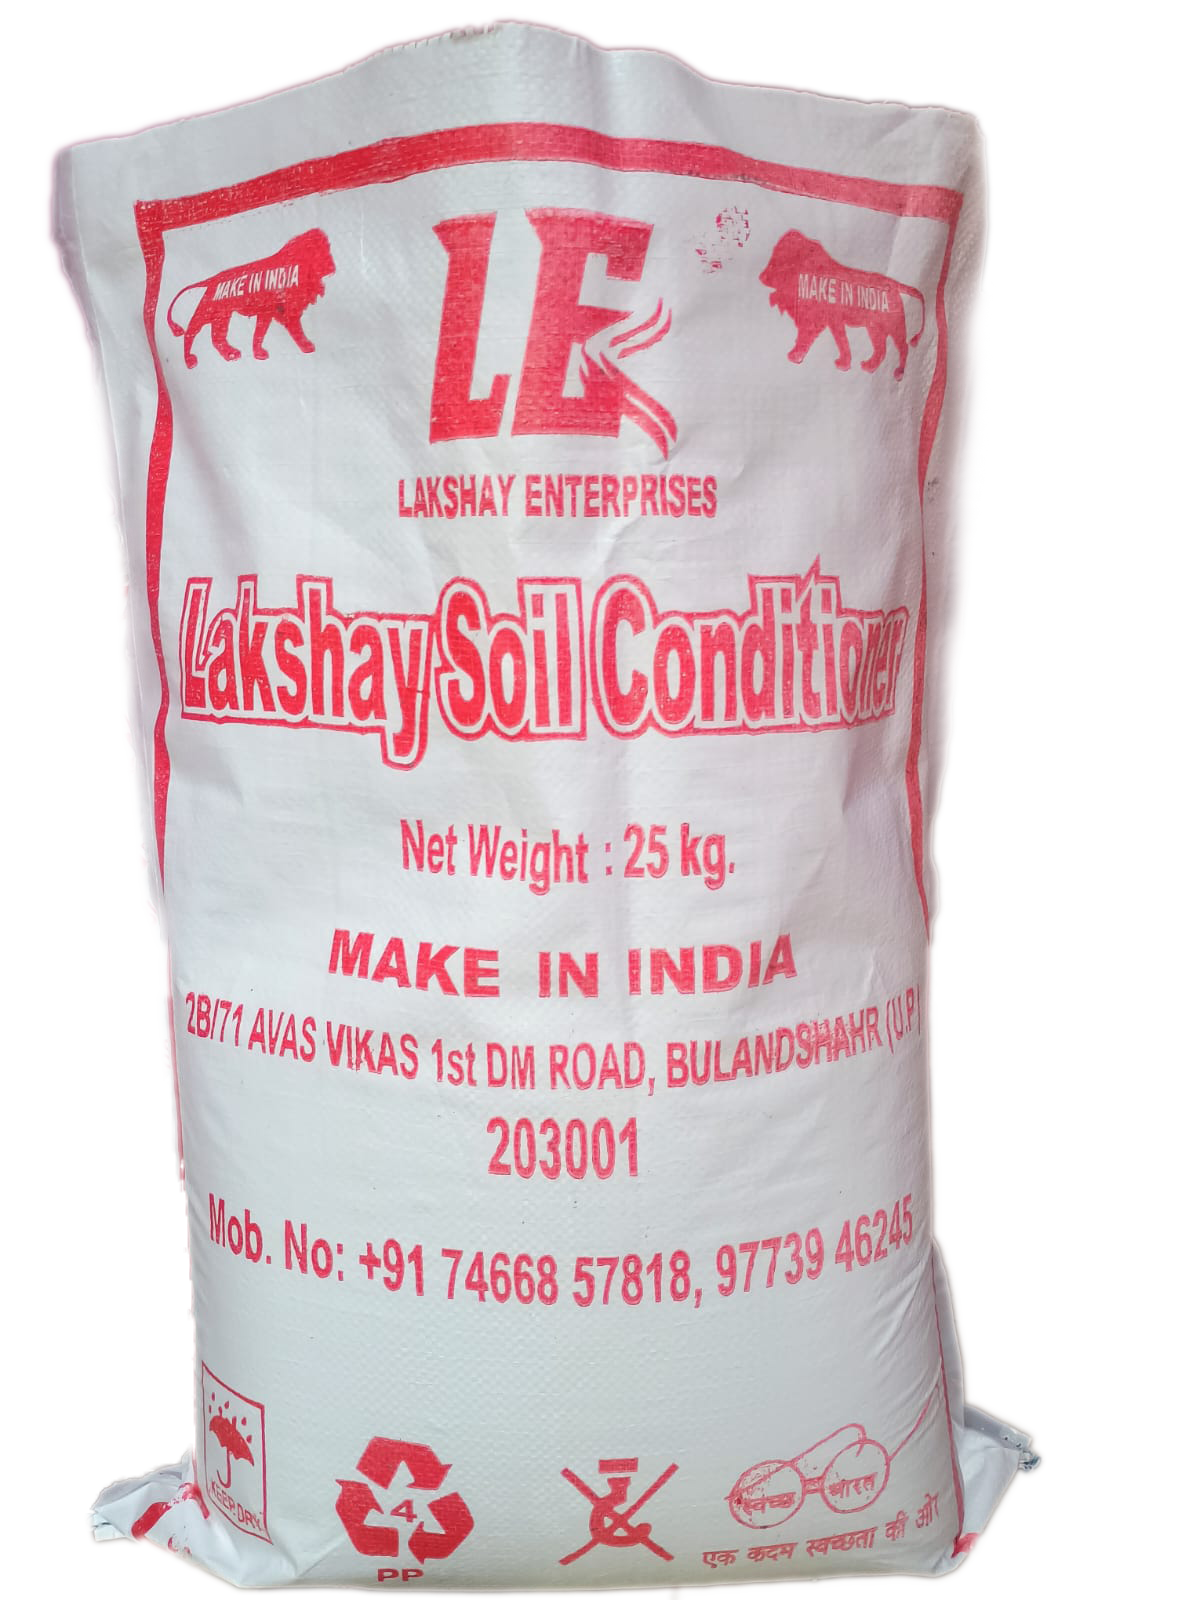 MAKE IN INDIA
LE
MAKE IN INDIA
LAKSHAY ENTERPRISES
Lakshay Soil Conditioner
Net Weight : 25 kg.
MAKE IN INDIA
2B/71 AVAS VIKAS 1st DM ROAD, BULANDSHAHR (U.P)
203001
Mob. No: +91 74668 57818, 97739 46245
KEEP DRY
4
PP
स्वच्छ भारत
एक कदम स्वच्छता की ओर